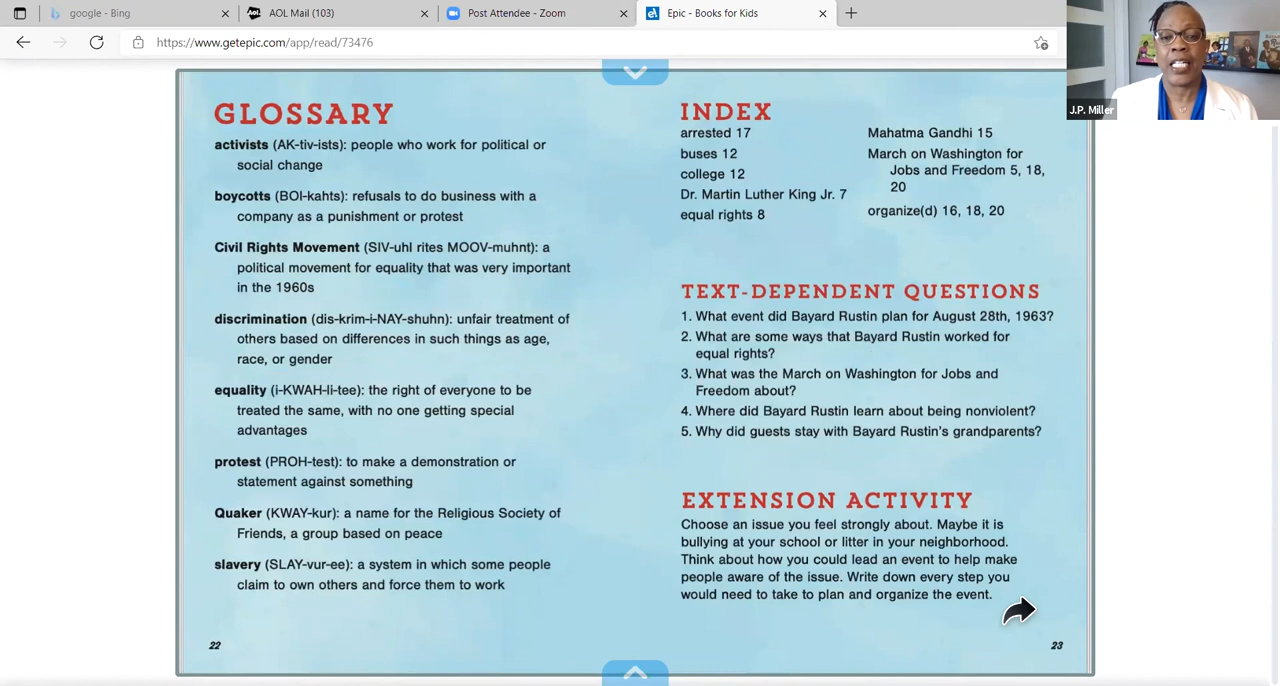 google - Bing
AOL Mail (103)
Post Attendee - Zoom
Epic - Books for Kids
https://www.getepic.com/app/read/73476
J.P. Miller
GLOSSARY
activists (AK-tiv-ists): people who work for political or
social change
boycotts (BOI-kahts): refusals to do business with a
company as a punishment or protest
Civil Rights Movement (SIV-uhl rites MOOV-muhnt): a
political movement for equality that was very important
in the 1960s
discrimination (dis-krim-i-NAY-shuhn): unfair treatment of
others based on differences in such things as age,
race, or gender
equality (i-KWAH-li-tee): the right of everyone to be
treated the same, with no one getting special
advantages
protest (PROH-test): to make a demonstration or
statement against something
Quaker (KWAY-kur): a name for the Religious Society of
Friends, a group based on peace
slavery (SLAY-vur-ee): a system in which some people
claim to own others and force them to work
22
INDEX
arrested 17
buses 12
college 12
Dr. Martin Luther King Jr. 7
equal rights 8
Mahatma Gandhi 15
March on Washington for
Jobs and Freedom 5, 18,
20
organize(d) 16, 18, 20
TEXT-DEPENDENT QUESTIONS
1. What event did Bayard Rustin plan for August 28th, 1963?
2. What are some ways that Bayard Rustin worked for
equal rights?
3. What was the March on Washington for Jobs and
Freedom about?
4. Where did Bayard Rustin learn about being nonviolent?
5. Why did guests stay with Bayard Rustin's grandparents?
EXTENSION ACTIVITY
Choose an issue you feel strongly about. Maybe it is
bullying at your school or litter in your neighborhood.
Think about how you could lead an event to help make
people aware of the issue. Write down every step you
would need to take to plan and organize the event.
23